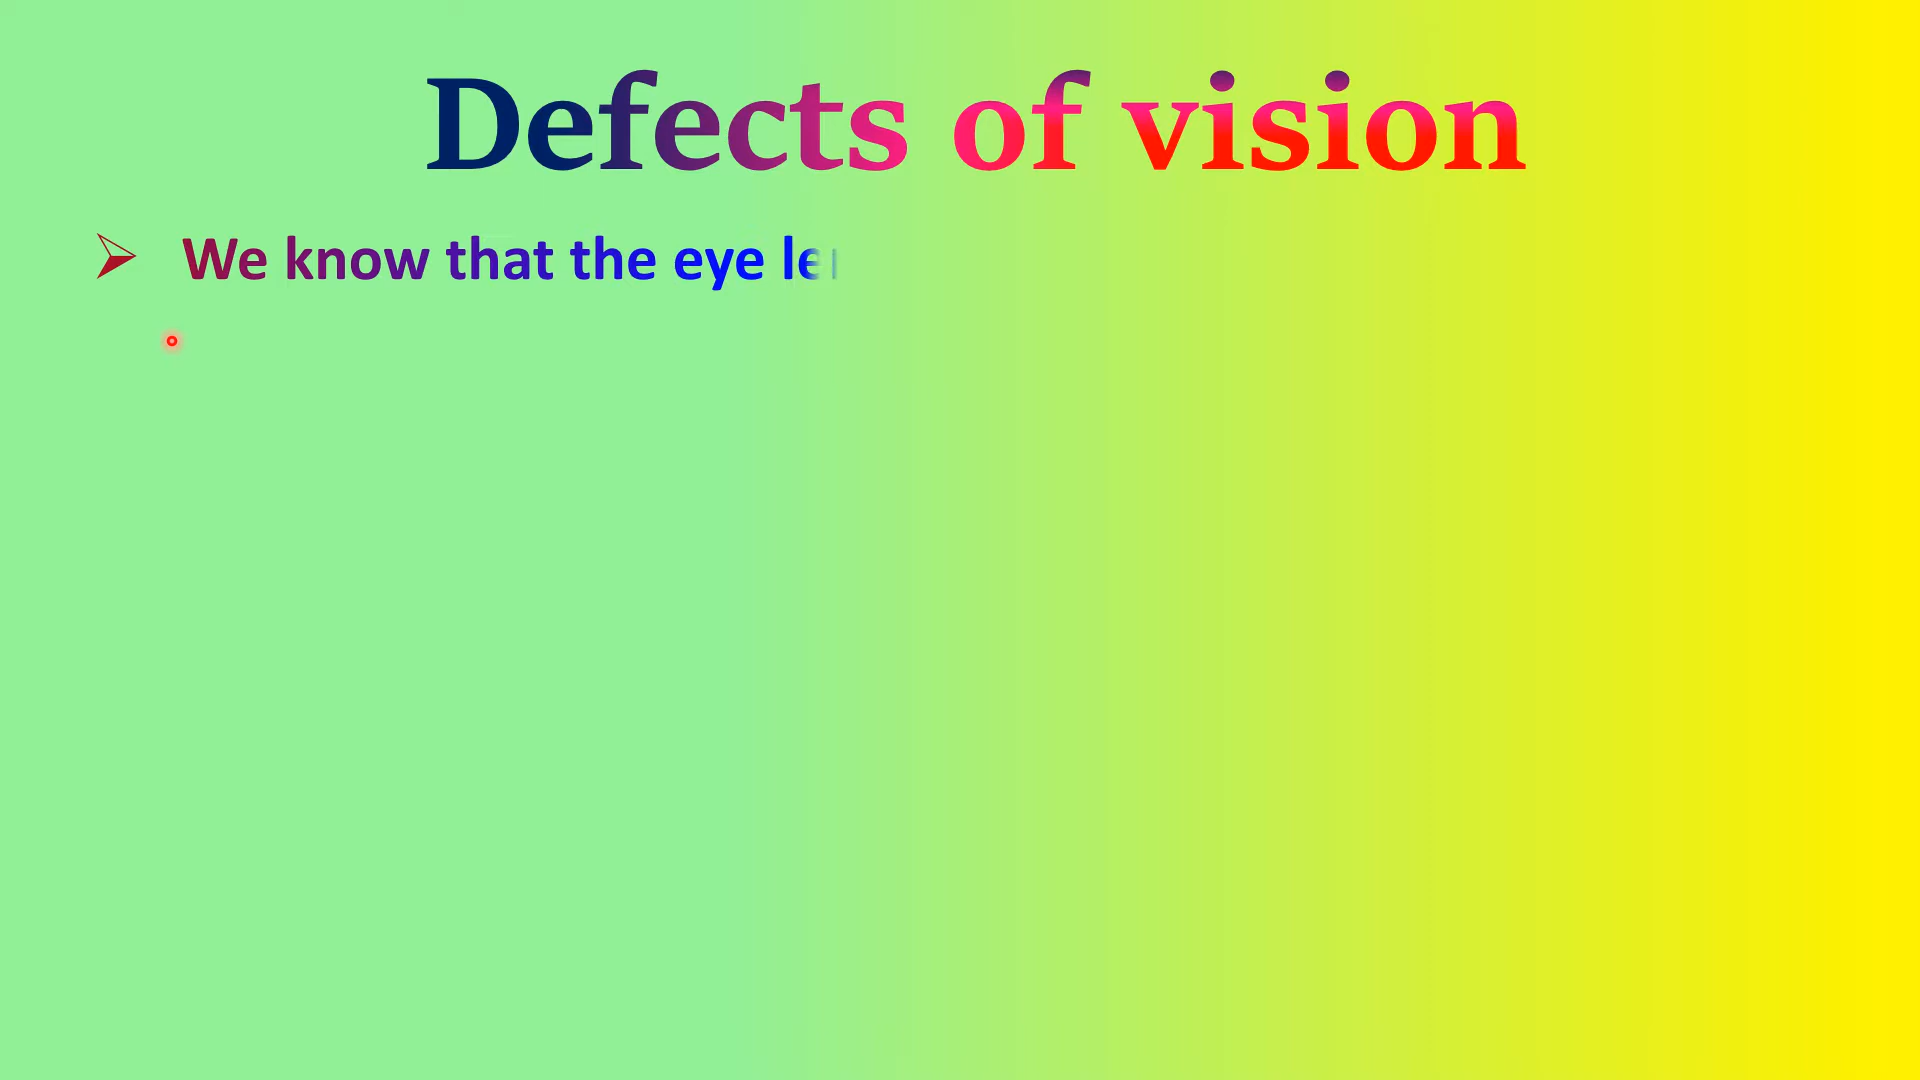 Defects of vision
We know that the eye